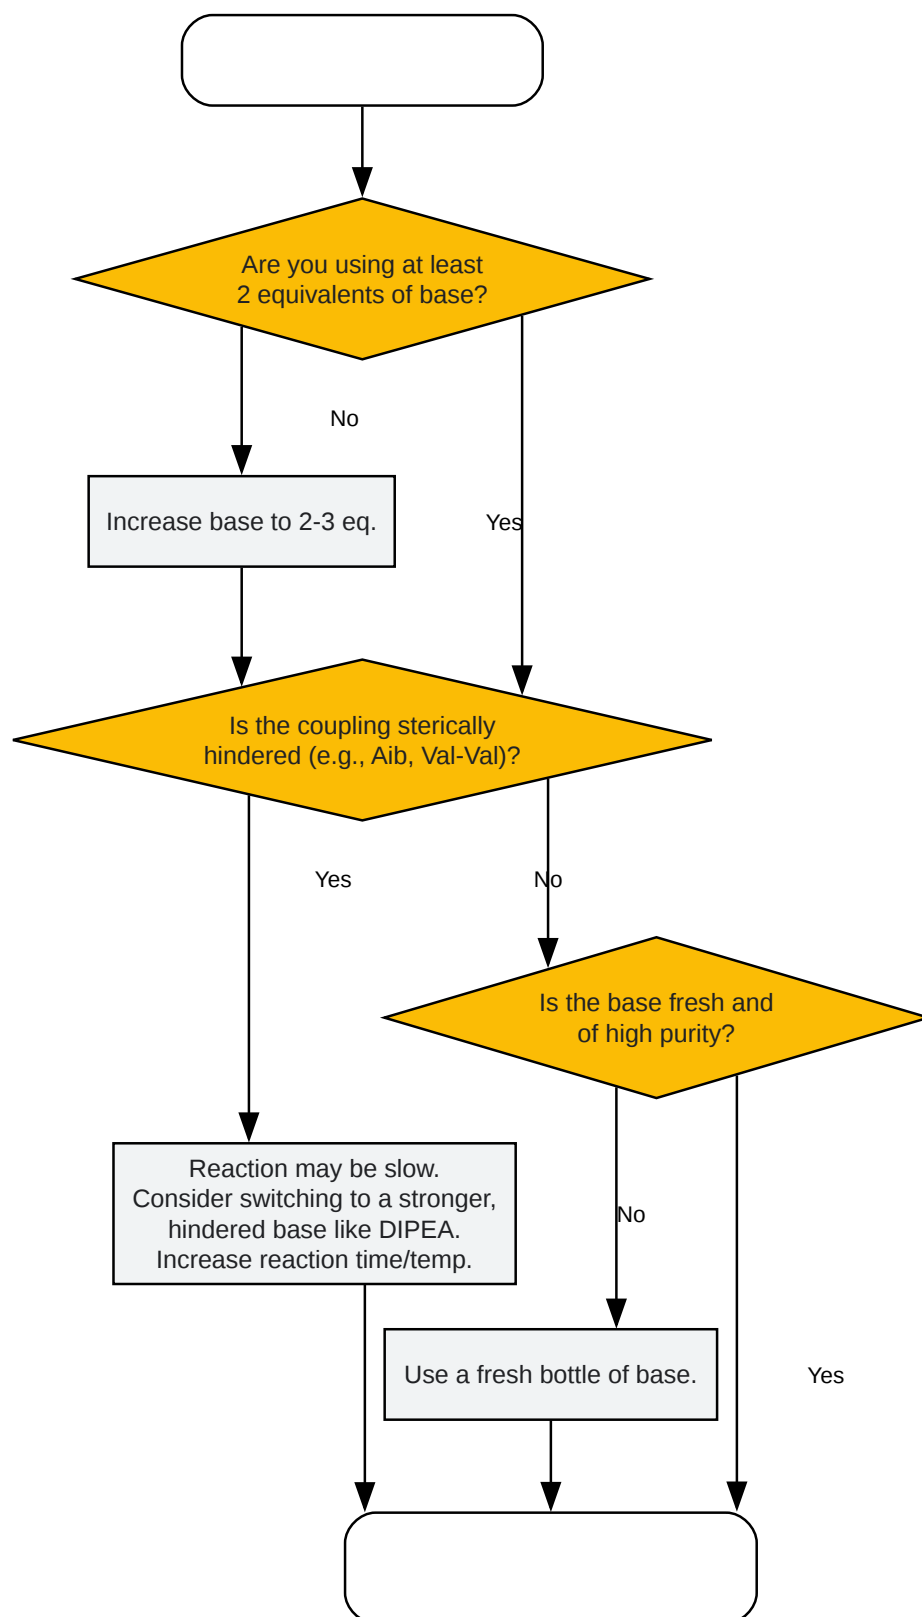 Are you using at least
2 equivalents of base?
No
Increase base to 2-3 eq.
Yes
Is the coupling sterically
hindered (e.g., Aib, Val-Val)?
Yes
No
Is the base fresh and
of high purity?
Reaction may be slow.
Consider switching to a stronger,
hindered base like DIPEA.
Increase reaction time/temp.
No
Use a fresh bottle of base.
Yes